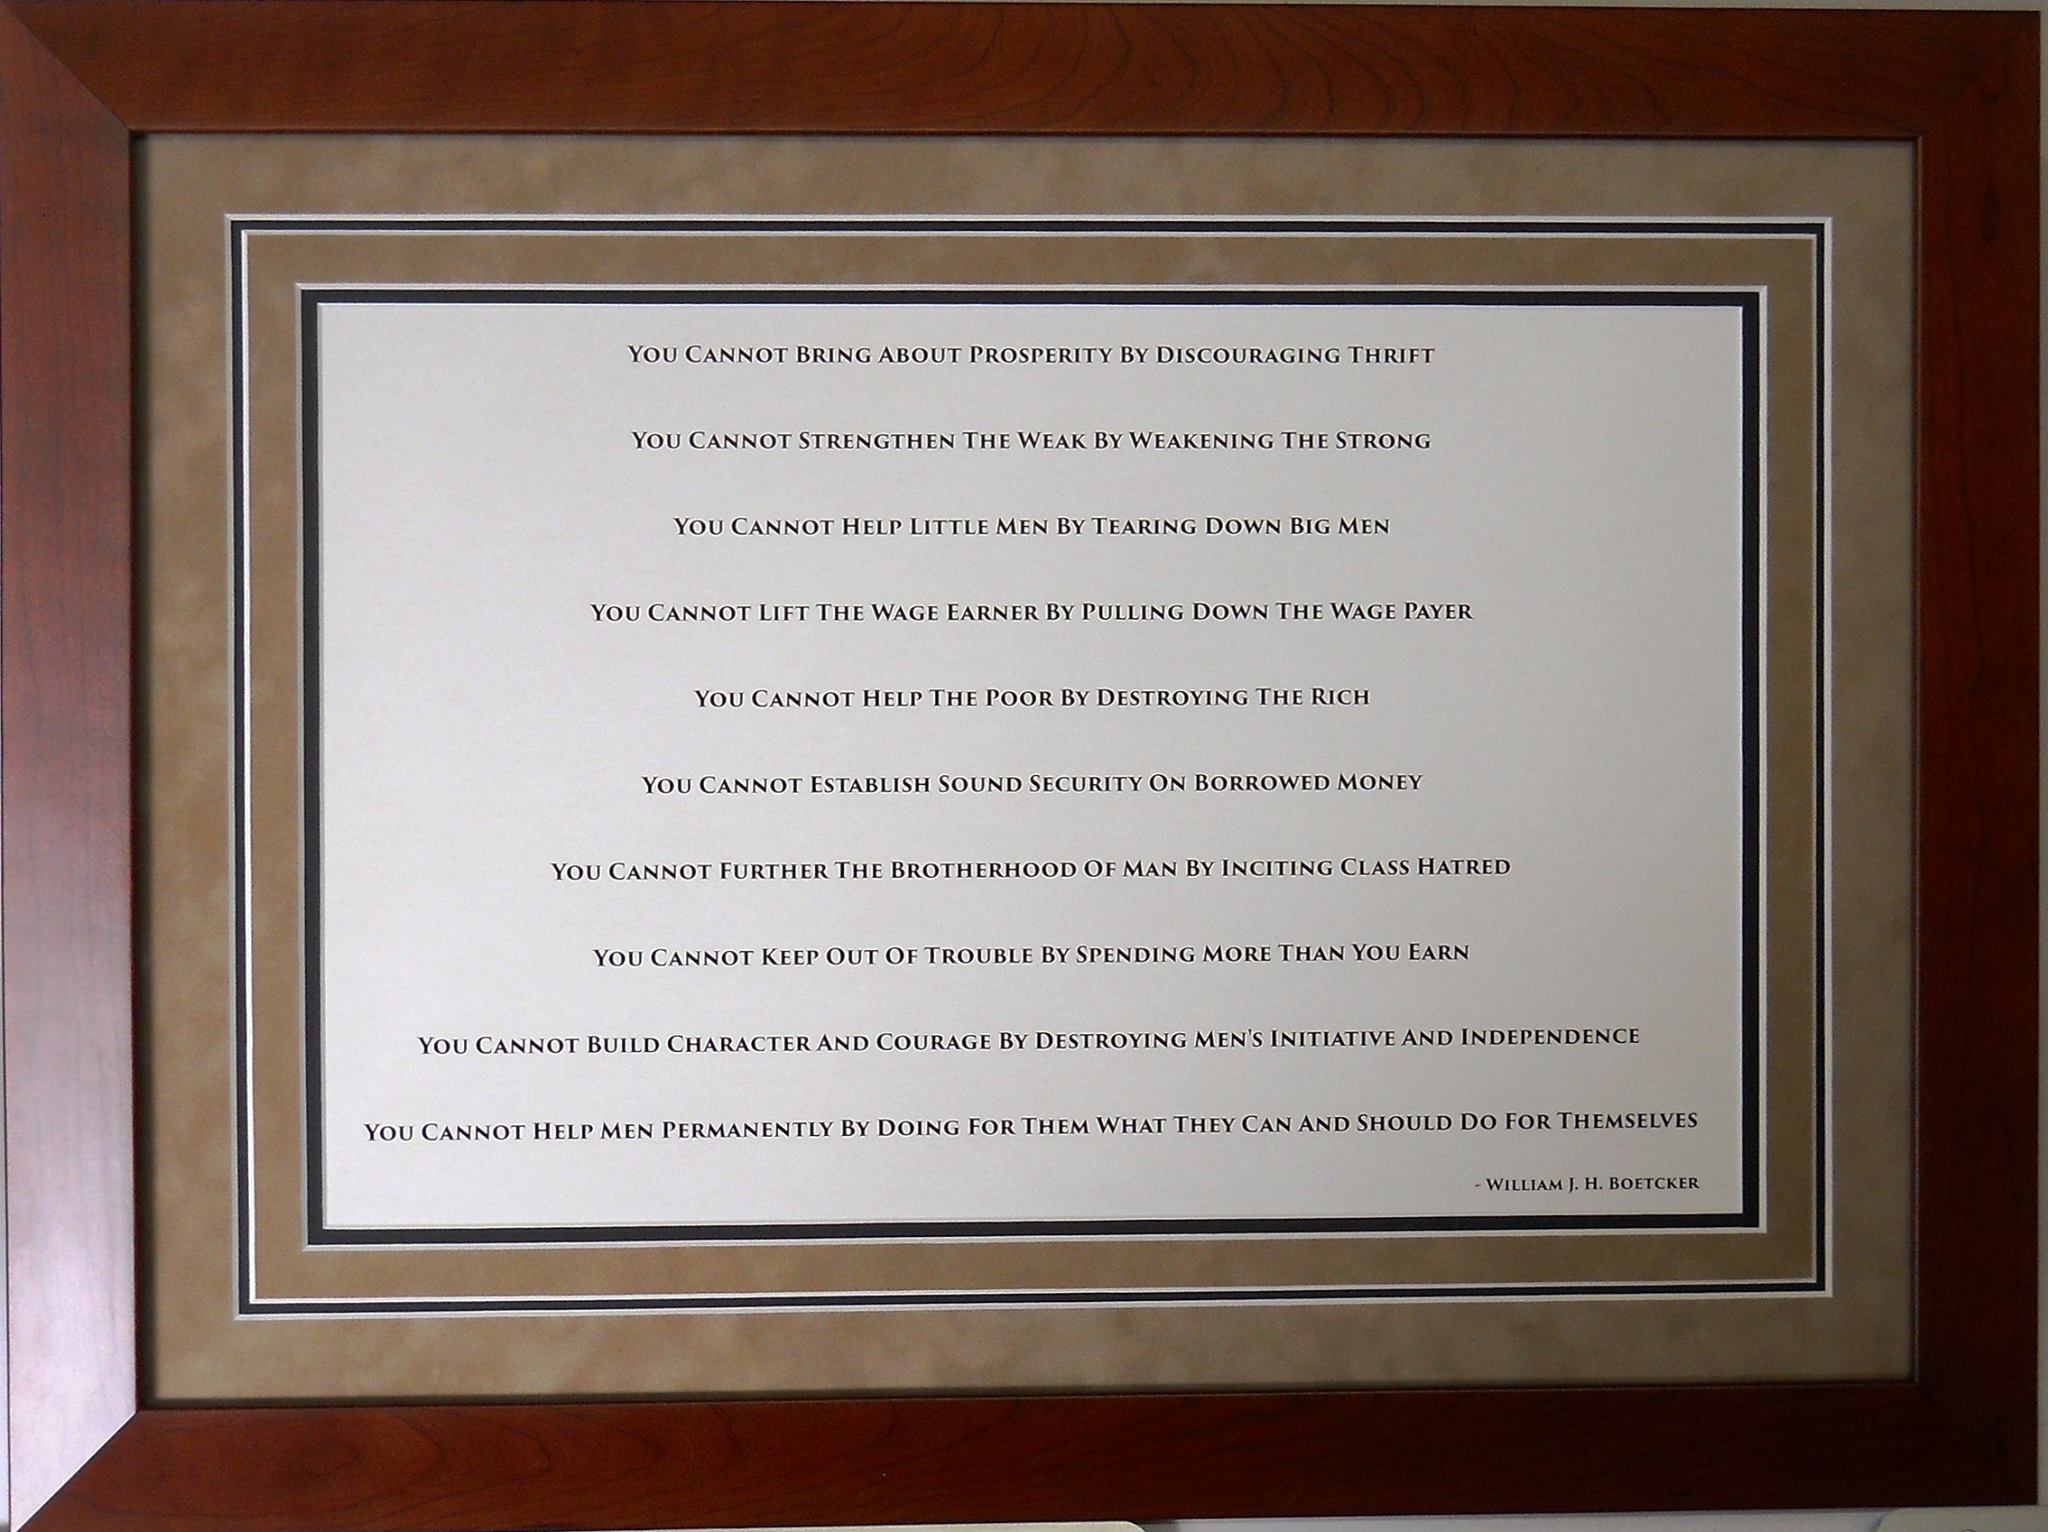 You Cannot Bring About Prosperity By Discouraging Thrift
You Cannot Strengthen The Weak By Weakening The Strong
You Cannot Help Little Men By Tearing Down Big Men
You Cannot Lift The Wage Earner By Pulling Down The Wage Payer
You Cannot Help The Poor By Destroying The Rich
You Cannot Establish Sound Security On Borrowed Money
You Cannot Further The Brotherhood Of Man By Inciting Class Hatred
You Cannot Keep Out Of Trouble By Spending More Than You Earn
You Cannot Build Character And Courage By Destroying Men's Initiative And Independence
You Cannot Help Men Permanently By Doing For Them What They Can And Should Do For Themselves
- William J. H. Boetcker